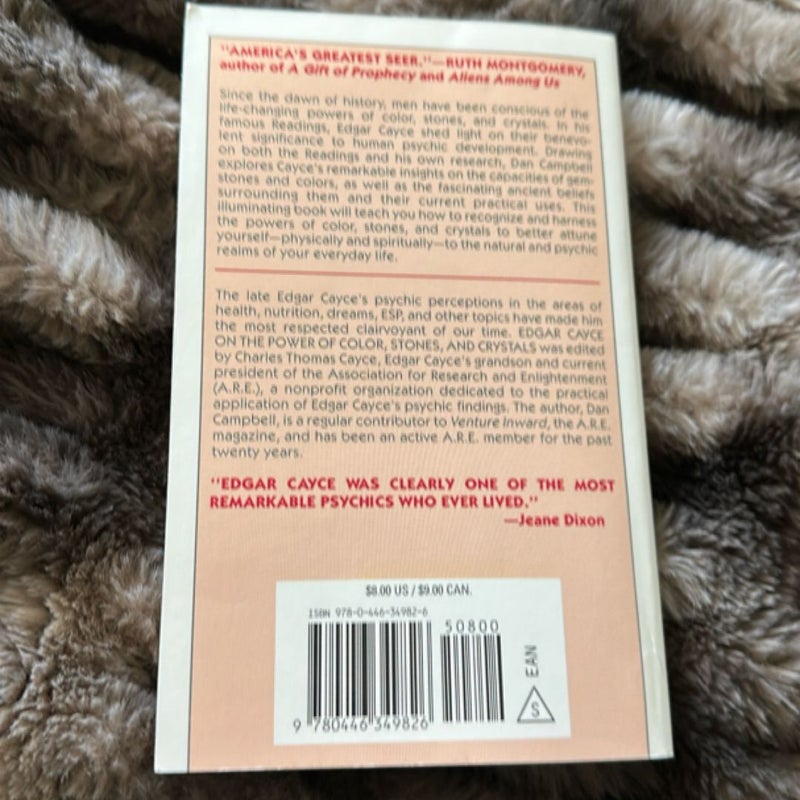 "AMERICA'S GREATEST SEER."—RUTH MONTGOMERY,
author of A Gift of Prophecy and Aliens Among Us
Since the dawn of history, men have been conscious of the
life-changing powers of color, stones, and crystals. In his
famous Readings, Edgar Cayce shed light on their benevo-
lent significance to human psychic development. Drawing
on both the Readings and his own research, Dan Campbell
explores Cayce's remarkable insights on the capacities of gem-
stones and colors, as well as the fascinating ancient beliefs
surrounding them and their current practical uses. This
illuminating book will teach you how to recognize and harness
the powers of color, stones, and crystals to better attune
yourself—physically and spiritually—to the natural and psychic
realms of your everyday life.
The late Edgar Cayce's psychic perceptions in the areas of
health, nutrition, dreams, ESP, and other topics have made him
the most respected clairvoyant of our time. EDGAR CAYCE
ON THE POWER OF COLOR, STONES, AND CRYSTALS was edited
by Charles Thomas Cayce, Edgar Cayce's grandson and current
president of the Association for Research and Enlightenment
(A.R.E.), a nonprofit organization dedicated to the practical
application of Edgar Cayce's psychic findings. The author, Dan
Campbell, is a regular contributor to Venture Inward, the A.R.E.
magazine, and has been an active A.R.E. member for the past
twenty years.
"EDGAR CAYCE WAS CLEARLY ONE OF THE MOST
REMARKABLE PSYCHICS WHO EVER LIVED."
—Jeane Dixon
$8.00 US / $9.00 CAN.
ISBN 978-0-446-34982-6
50800
EAN
S
9 780446 349826